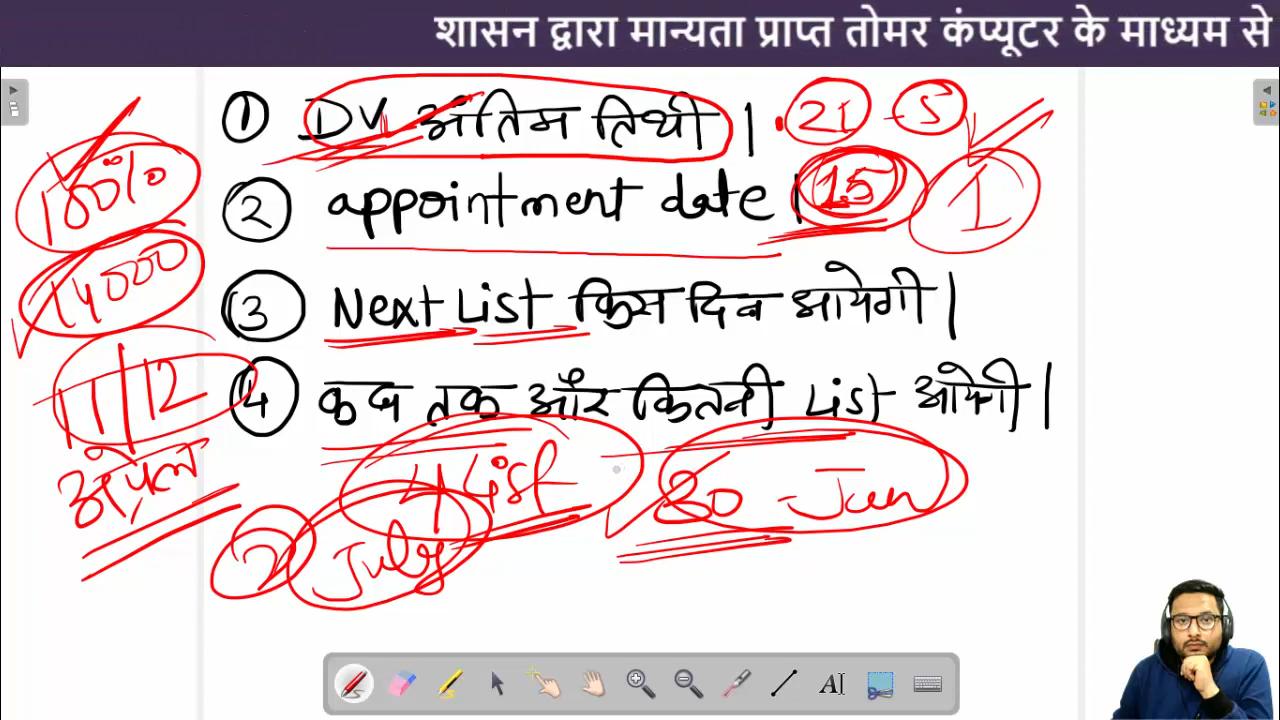 शासन द्वारा मान्यता प्राप्त तोमर कंप्यूटर के माध्यम से
① DV अंतिम तिथी | 21 - 5
② appointment date | 15 1
③ Next List किस दिन आयेगी |
④ कब तक और कितनी List आयेगी |
100%
14000
11/12
अप्रैल
4 List
30 - Jun
2 July
AI